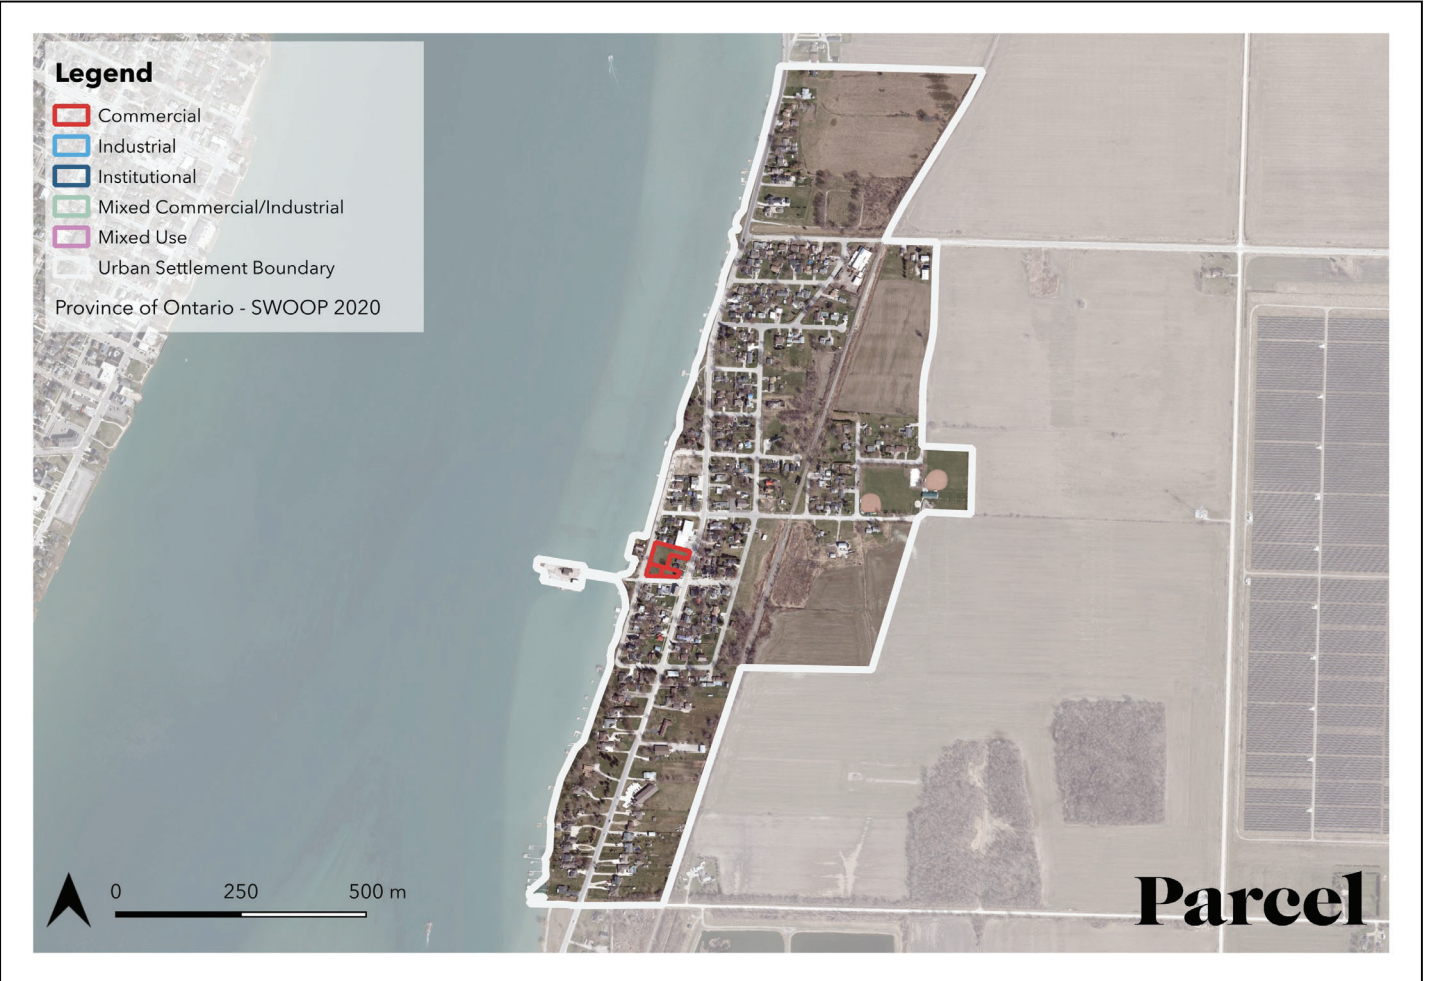 Legend
Commercial
Industrial
Institutional
Mixed Commercial/Industrial
Mixed Use
Urban Settlement Boundary
Province of Ontario - SWOOP 2020
0 250 500 m
Parcel